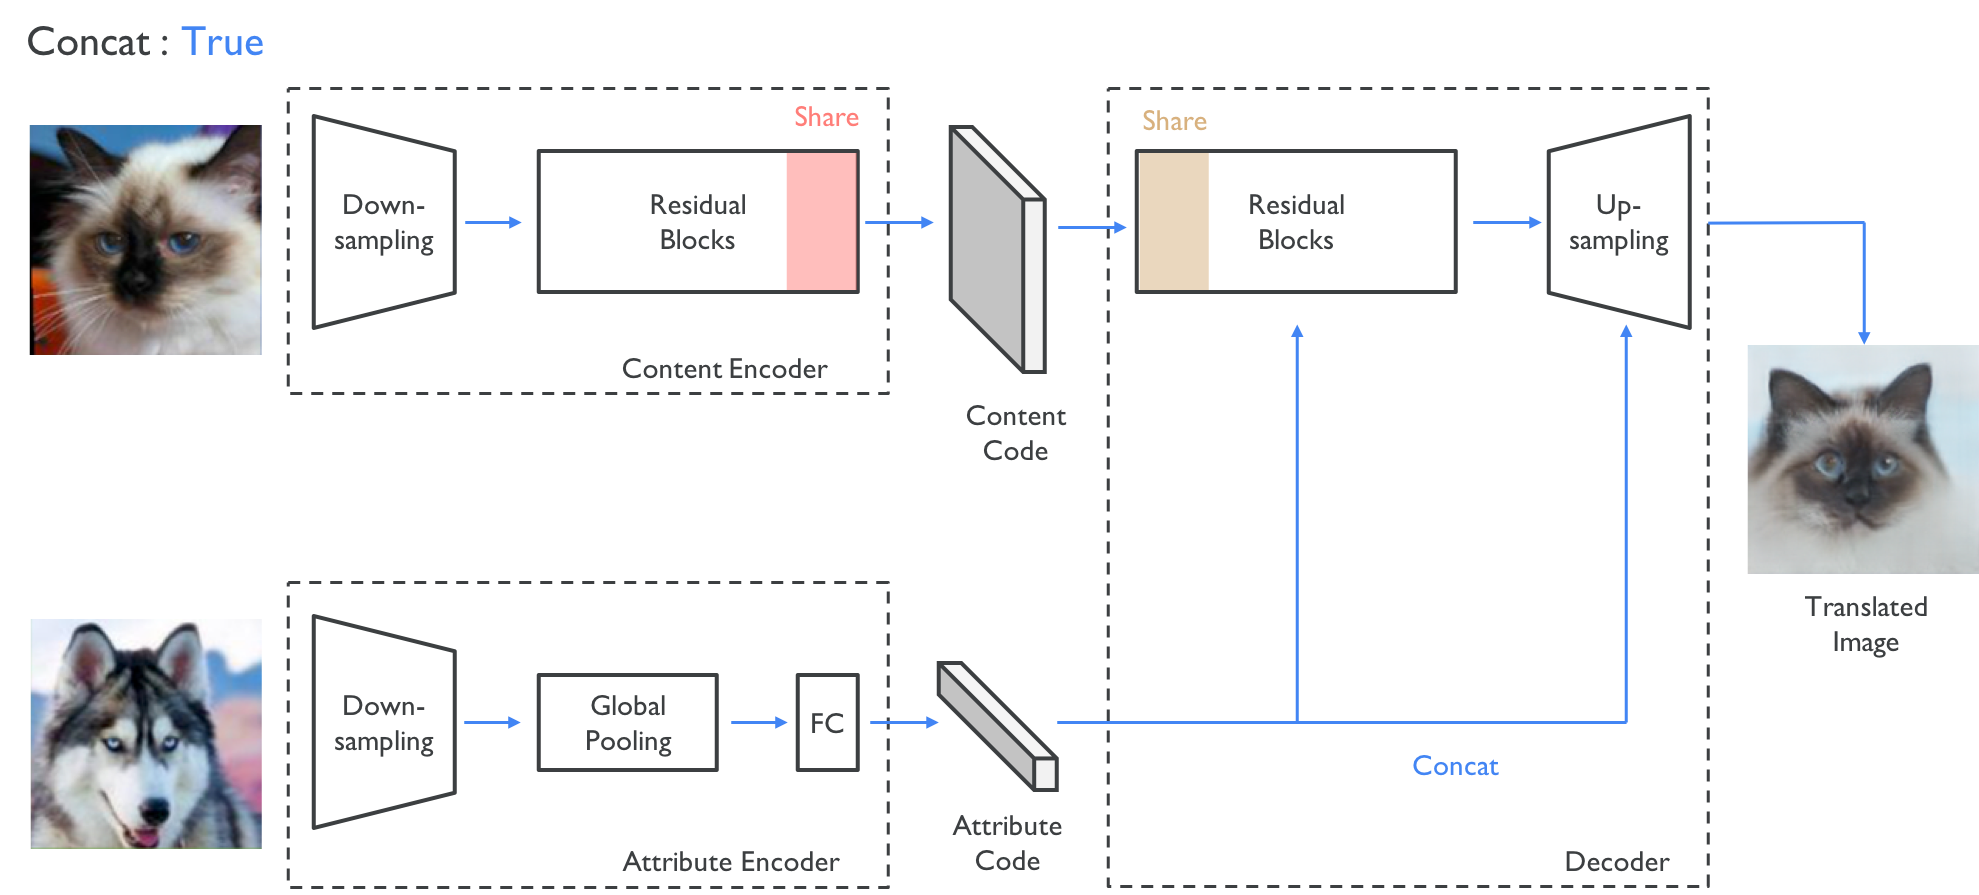 Concat : True
Share
Down-
sampling
Residual
Blocks
Content Encoder
Content
Code
Share
Residual
Blocks
Up-
sampling
Translated
Image
Down-
sampling
Global
Pooling
FC
Attribute Encoder
Attribute
Code
Concat
Decoder